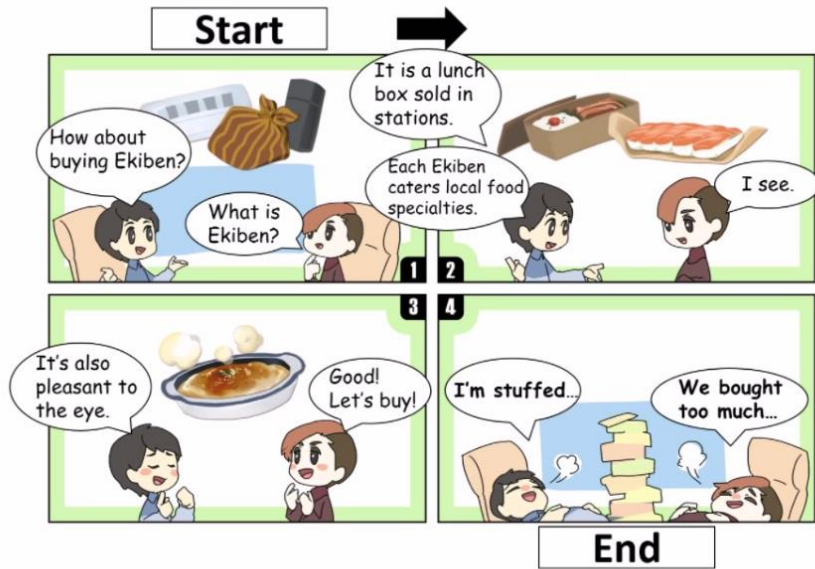 Start
How about
buying Ekiben?
What is
Ekiben?
1
It is a lunch
box sold in
stations.
Each Ekiben
caters local food
specialties.
I see.
2
It's also
pleasant to
the eye.
Good!
Let's buy!
3
I'm stuffed...
We bought
too much...
4
End